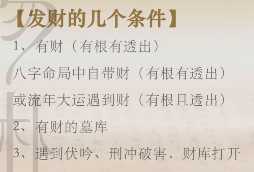 【发财的几个条件】
1、有财（有根有透出）
八字命局中自带财（有根有透出）
或流年大运遇到财（有根且透出）
2、有财的墓库
3、遇到伏吟、刑冲破害，财库打开